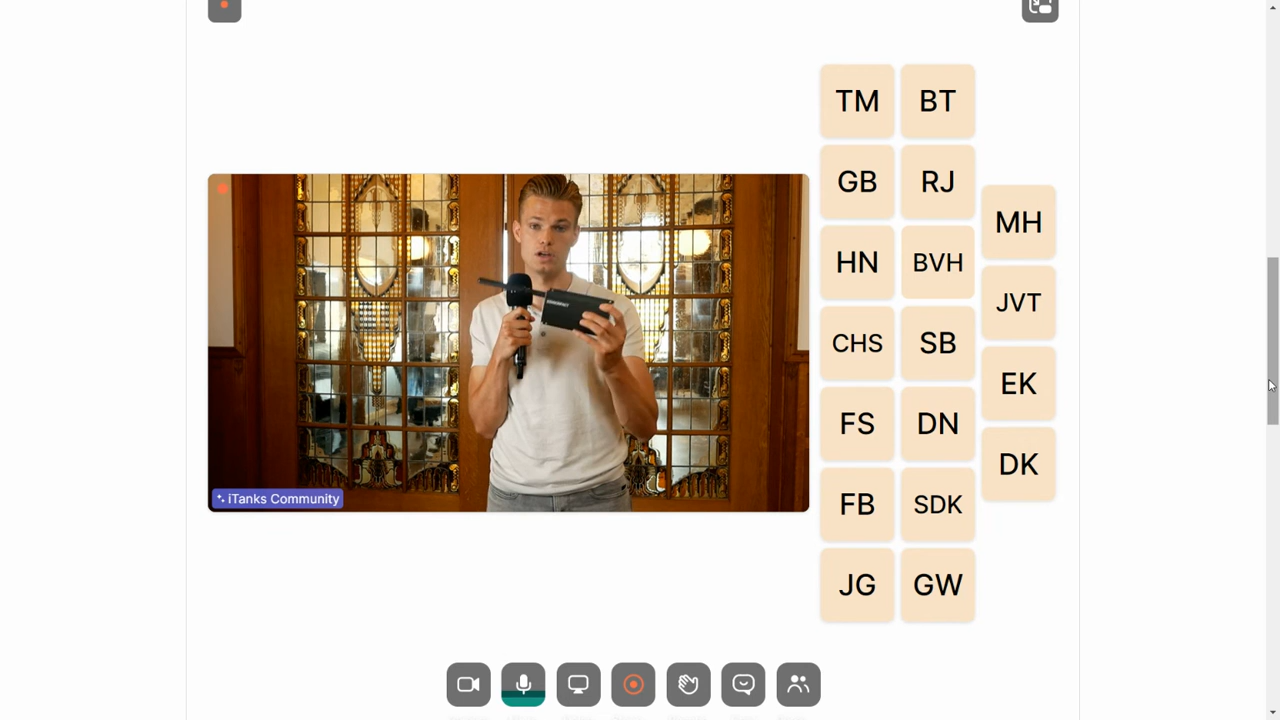 TM BT
GB RJ
MH
HN BVH
JVT
CHS SB
EK
FS DN
DK
FB SDK
iTanks Community
JG GW